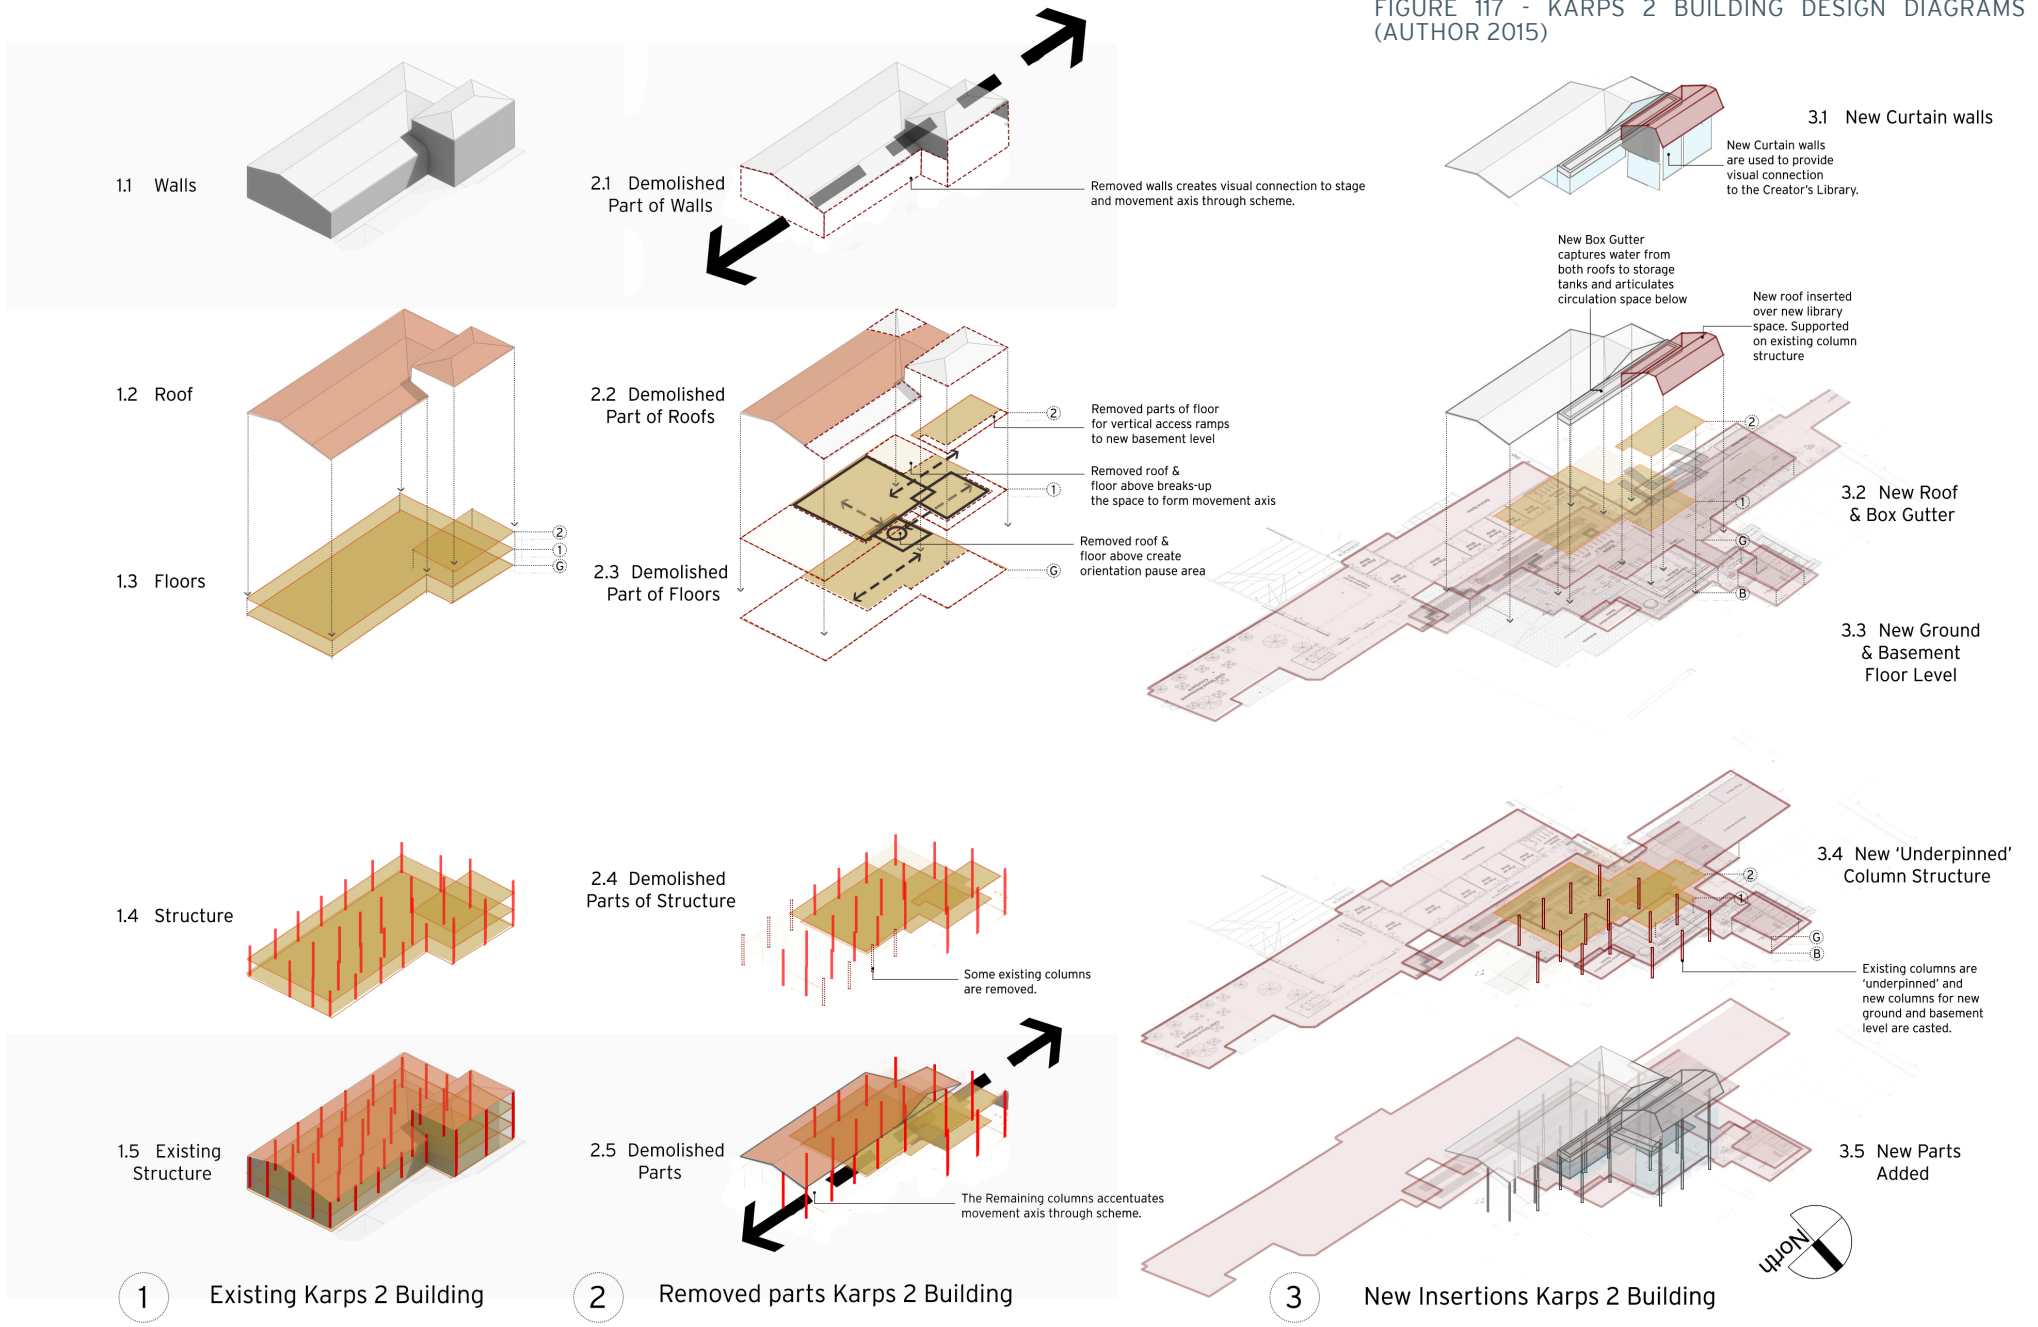 FIGURE 117 - KARPS 2 BUILDING DESIGN DIAGRAMS
(AUTHOR 2015)
1.1 Walls
2.1 Demolished
Part of Walls
Removed walls creates visual connection to stage
and movement axis through scheme.
3.1 New Curtain walls
New Curtain walls
are used to provide
visual connection
to the Creator's Library.
New Box Gutter
captures water from
both roofs to storage
tanks and articulates
circulation space below
New roof inserted
over new library
space. Supported
on existing column
structure
1.2 Roof
2.2 Demolished
Part of Roofs
2
Removed parts of floor
for vertical access ramps
to new basement level
Removed roof &
floor above breaks-up
the space to form movement axis
1
Removed roof &
floor above create
orientation pause area
G
2
1
G
1.3 Floors
2.3 Demolished
Part of Floors
2
1
G
B
3.2 New Roof
& Box Gutter
3.3 New Ground
& Basement
Floor Level
1.4 Structure
2.4 Demolished
Parts of Structure
Some existing columns
are removed.
3.4 New 'Underpinned'
Column Structure
2
1
G
B
Existing columns are
'underpinned' and
new columns for new
ground and basement
level are casted.
1.5 Existing
Structure
2.5 Demolished
Parts
The Remaining columns accentuates
movement axis through scheme.
3.5 New Parts
Added
North
1 Existing Karps 2 Building
2 Removed parts Karps 2 Building
3 New Insertions Karps 2 Building